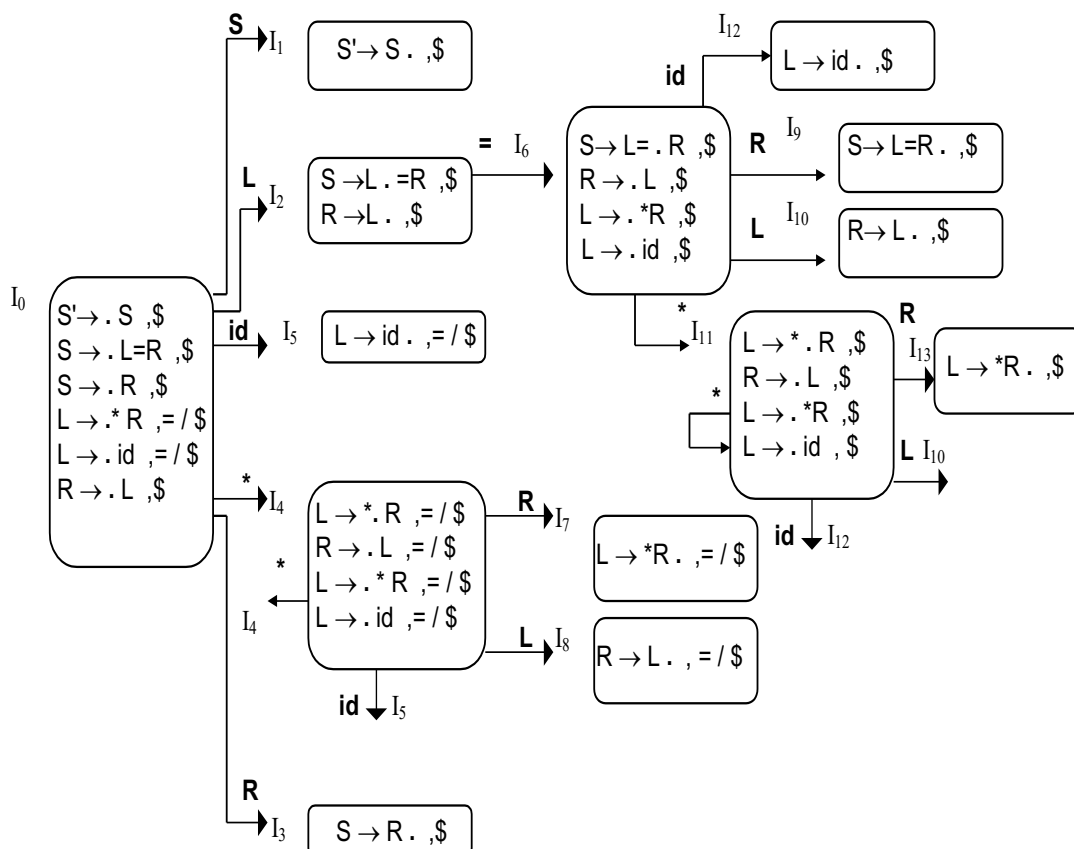 S
I1
S'→ S . ,$
L
I2
S →L . =R ,$
R →L . ,$
=
I6
S→ L= . R ,$
R → . L ,$
L → . *R ,$
L → . id ,$
id
I12
L → id . ,$
R
I9
S→ L=R . ,$
L
I10
R→ L . ,$
*
I11
L → * . R ,$
R → . L ,$
L → . *R ,$
L → . id , $
*
R
I13
L → *R . ,$
L I10
id
I12
I0
S'→ . S ,$
S → . L=R ,$
S → . R ,$
L → .* R , = / $
L → . id , = / $
R → . L ,$
id
I5
L → id . , = / $
*
I4
L → *. R , = / $
R → . L , = / $
L → . * R , = / $
L → . id , = / $
*
I4
R
I7
L → *R . , = / $
L
I8
R → L . , = / $
id
I5
R
I3
S → R . ,$